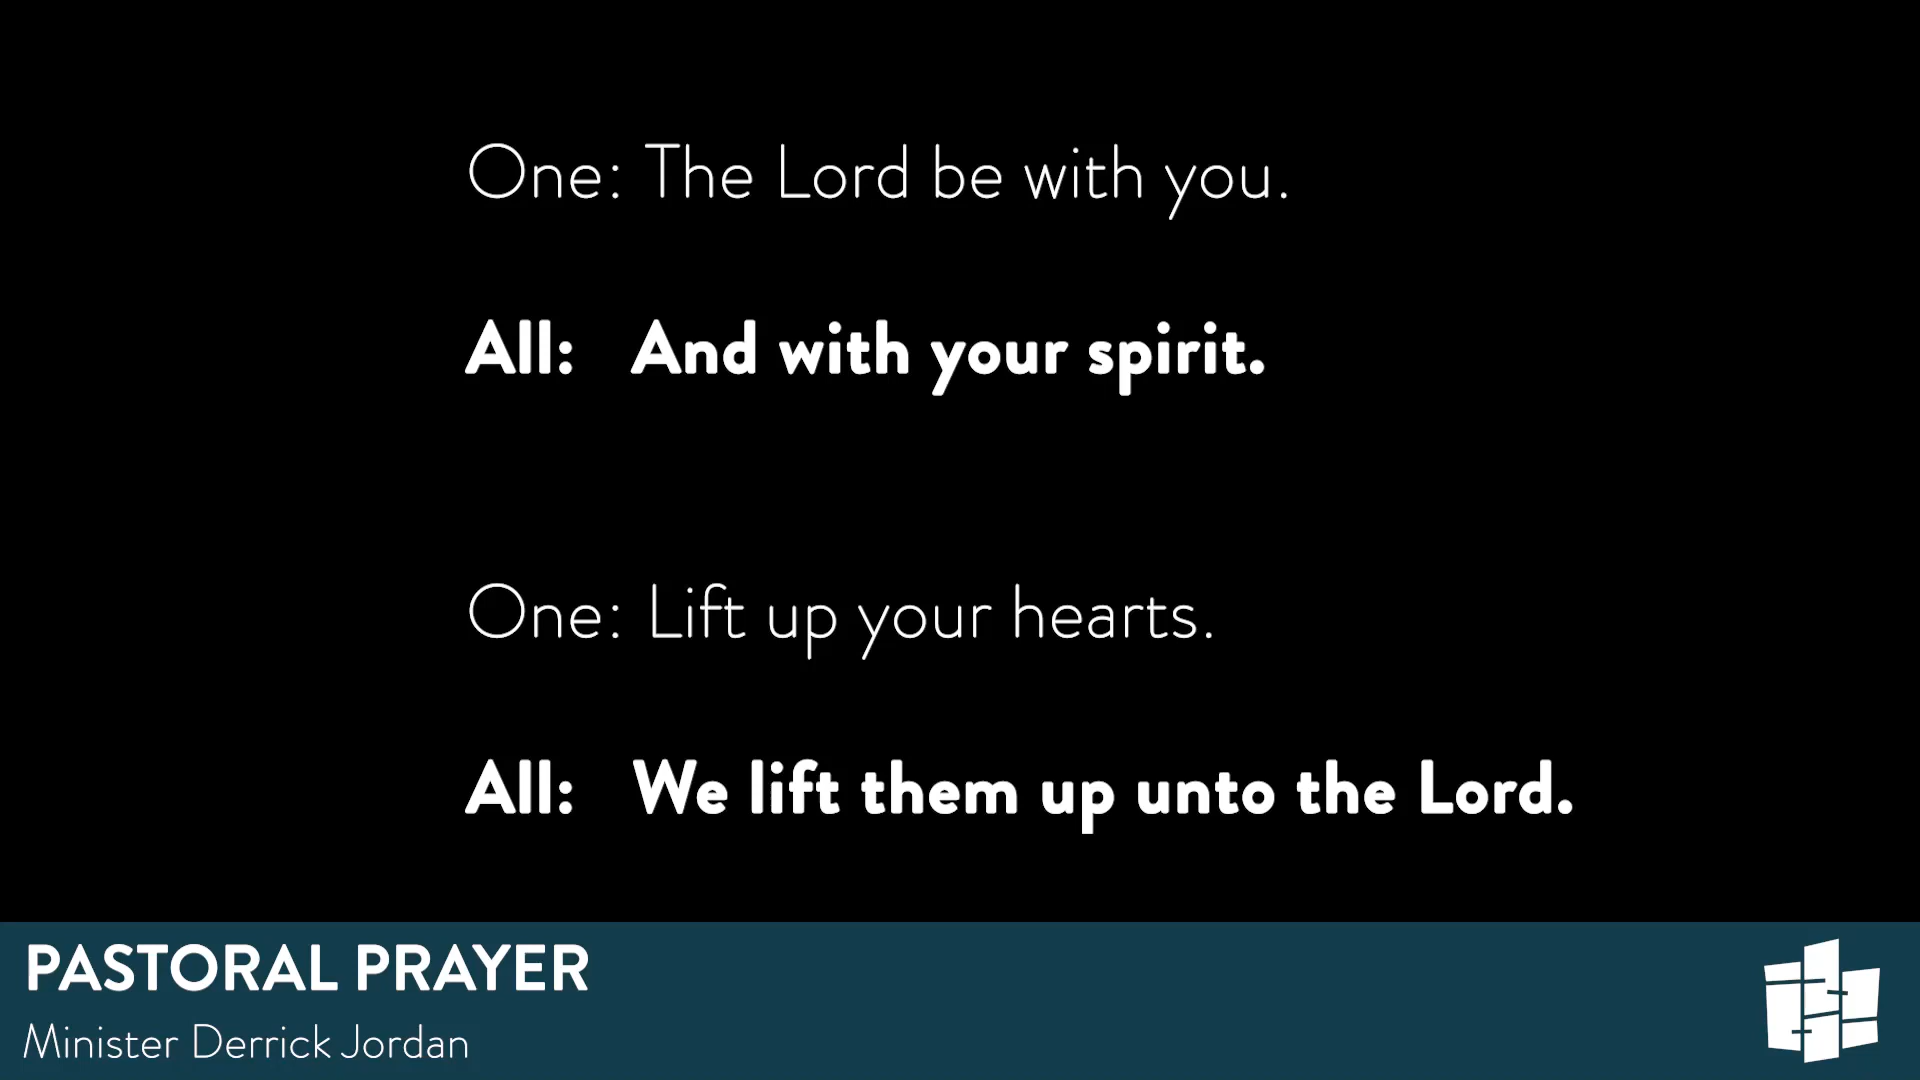 One: The Lord be with you.
All: And with your spirit.
One: Lift up your hearts.
All: We lift them up unto the Lord.
PASTORAL PRAYER
Minister Derrick Jordan